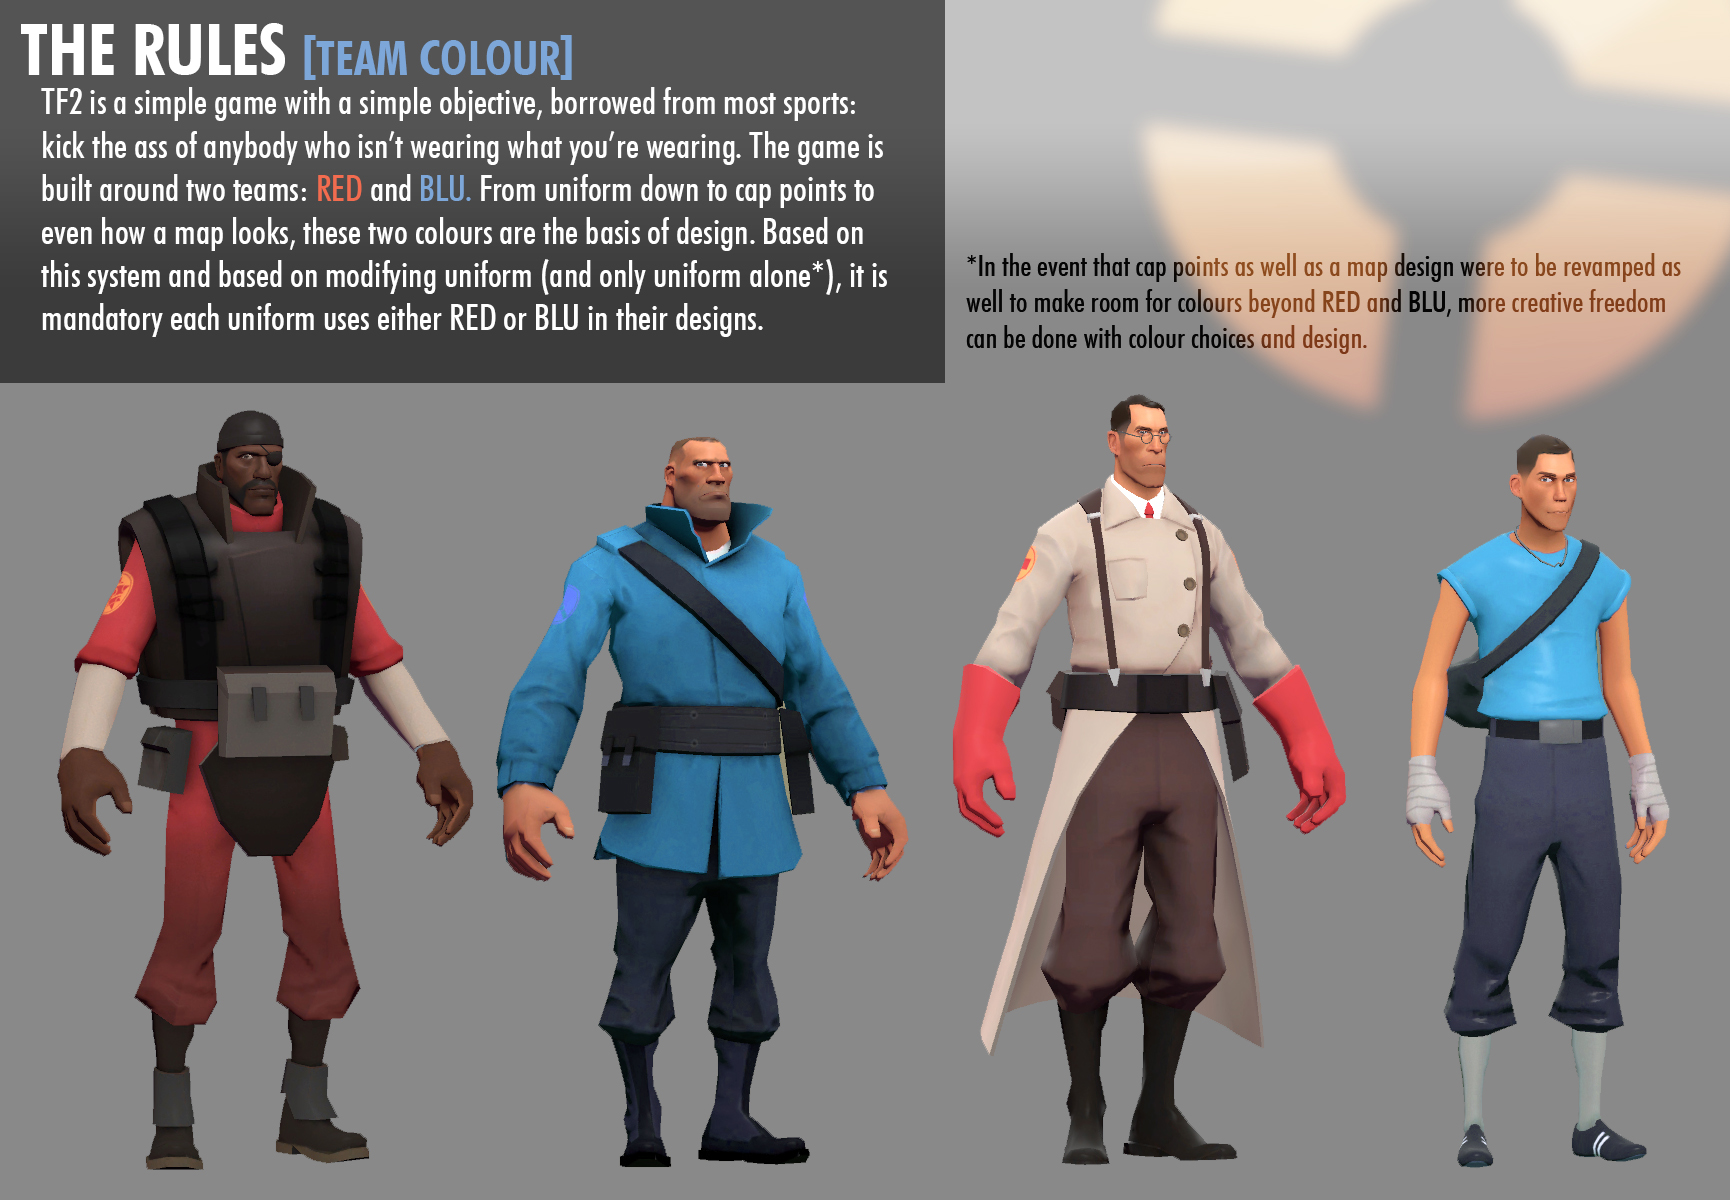 THE RULES [TEAM COLOUR]
TF2 is a simple game with a simple objective, borrowed from most sports:
kick the ass of anybody who isn’t wearing what you’re wearing. The game is
built around two teams: RED and BLU. From uniform down to cap points to
even how a map looks, these two colours are the basis of design. Based on
this system and based on modifying uniform (and only uniform alone*), it is
mandatory each uniform uses either RED or BLU in their designs.
*In the event that cap points as well as a map design were to be revamped as
well to make room for colours beyond RED and BLU, more creative freedom
can be done with colour choices and design.